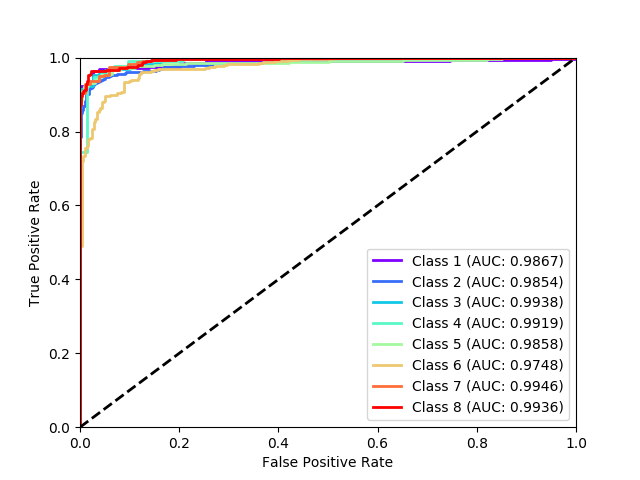 1.0
0.8
0.6
0.4
0.2
0.0
True Positive Rate
0.0 0.2 0.4 0.6 0.8 1.0
False Positive Rate
Class 1 (AUC: 0.9867)
Class 2 (AUC: 0.9854)
Class 3 (AUC: 0.9938)
Class 4 (AUC: 0.9919)
Class 5 (AUC: 0.9858)
Class 6 (AUC: 0.9748)
Class 7 (AUC: 0.9946)
Class 8 (AUC: 0.9936)